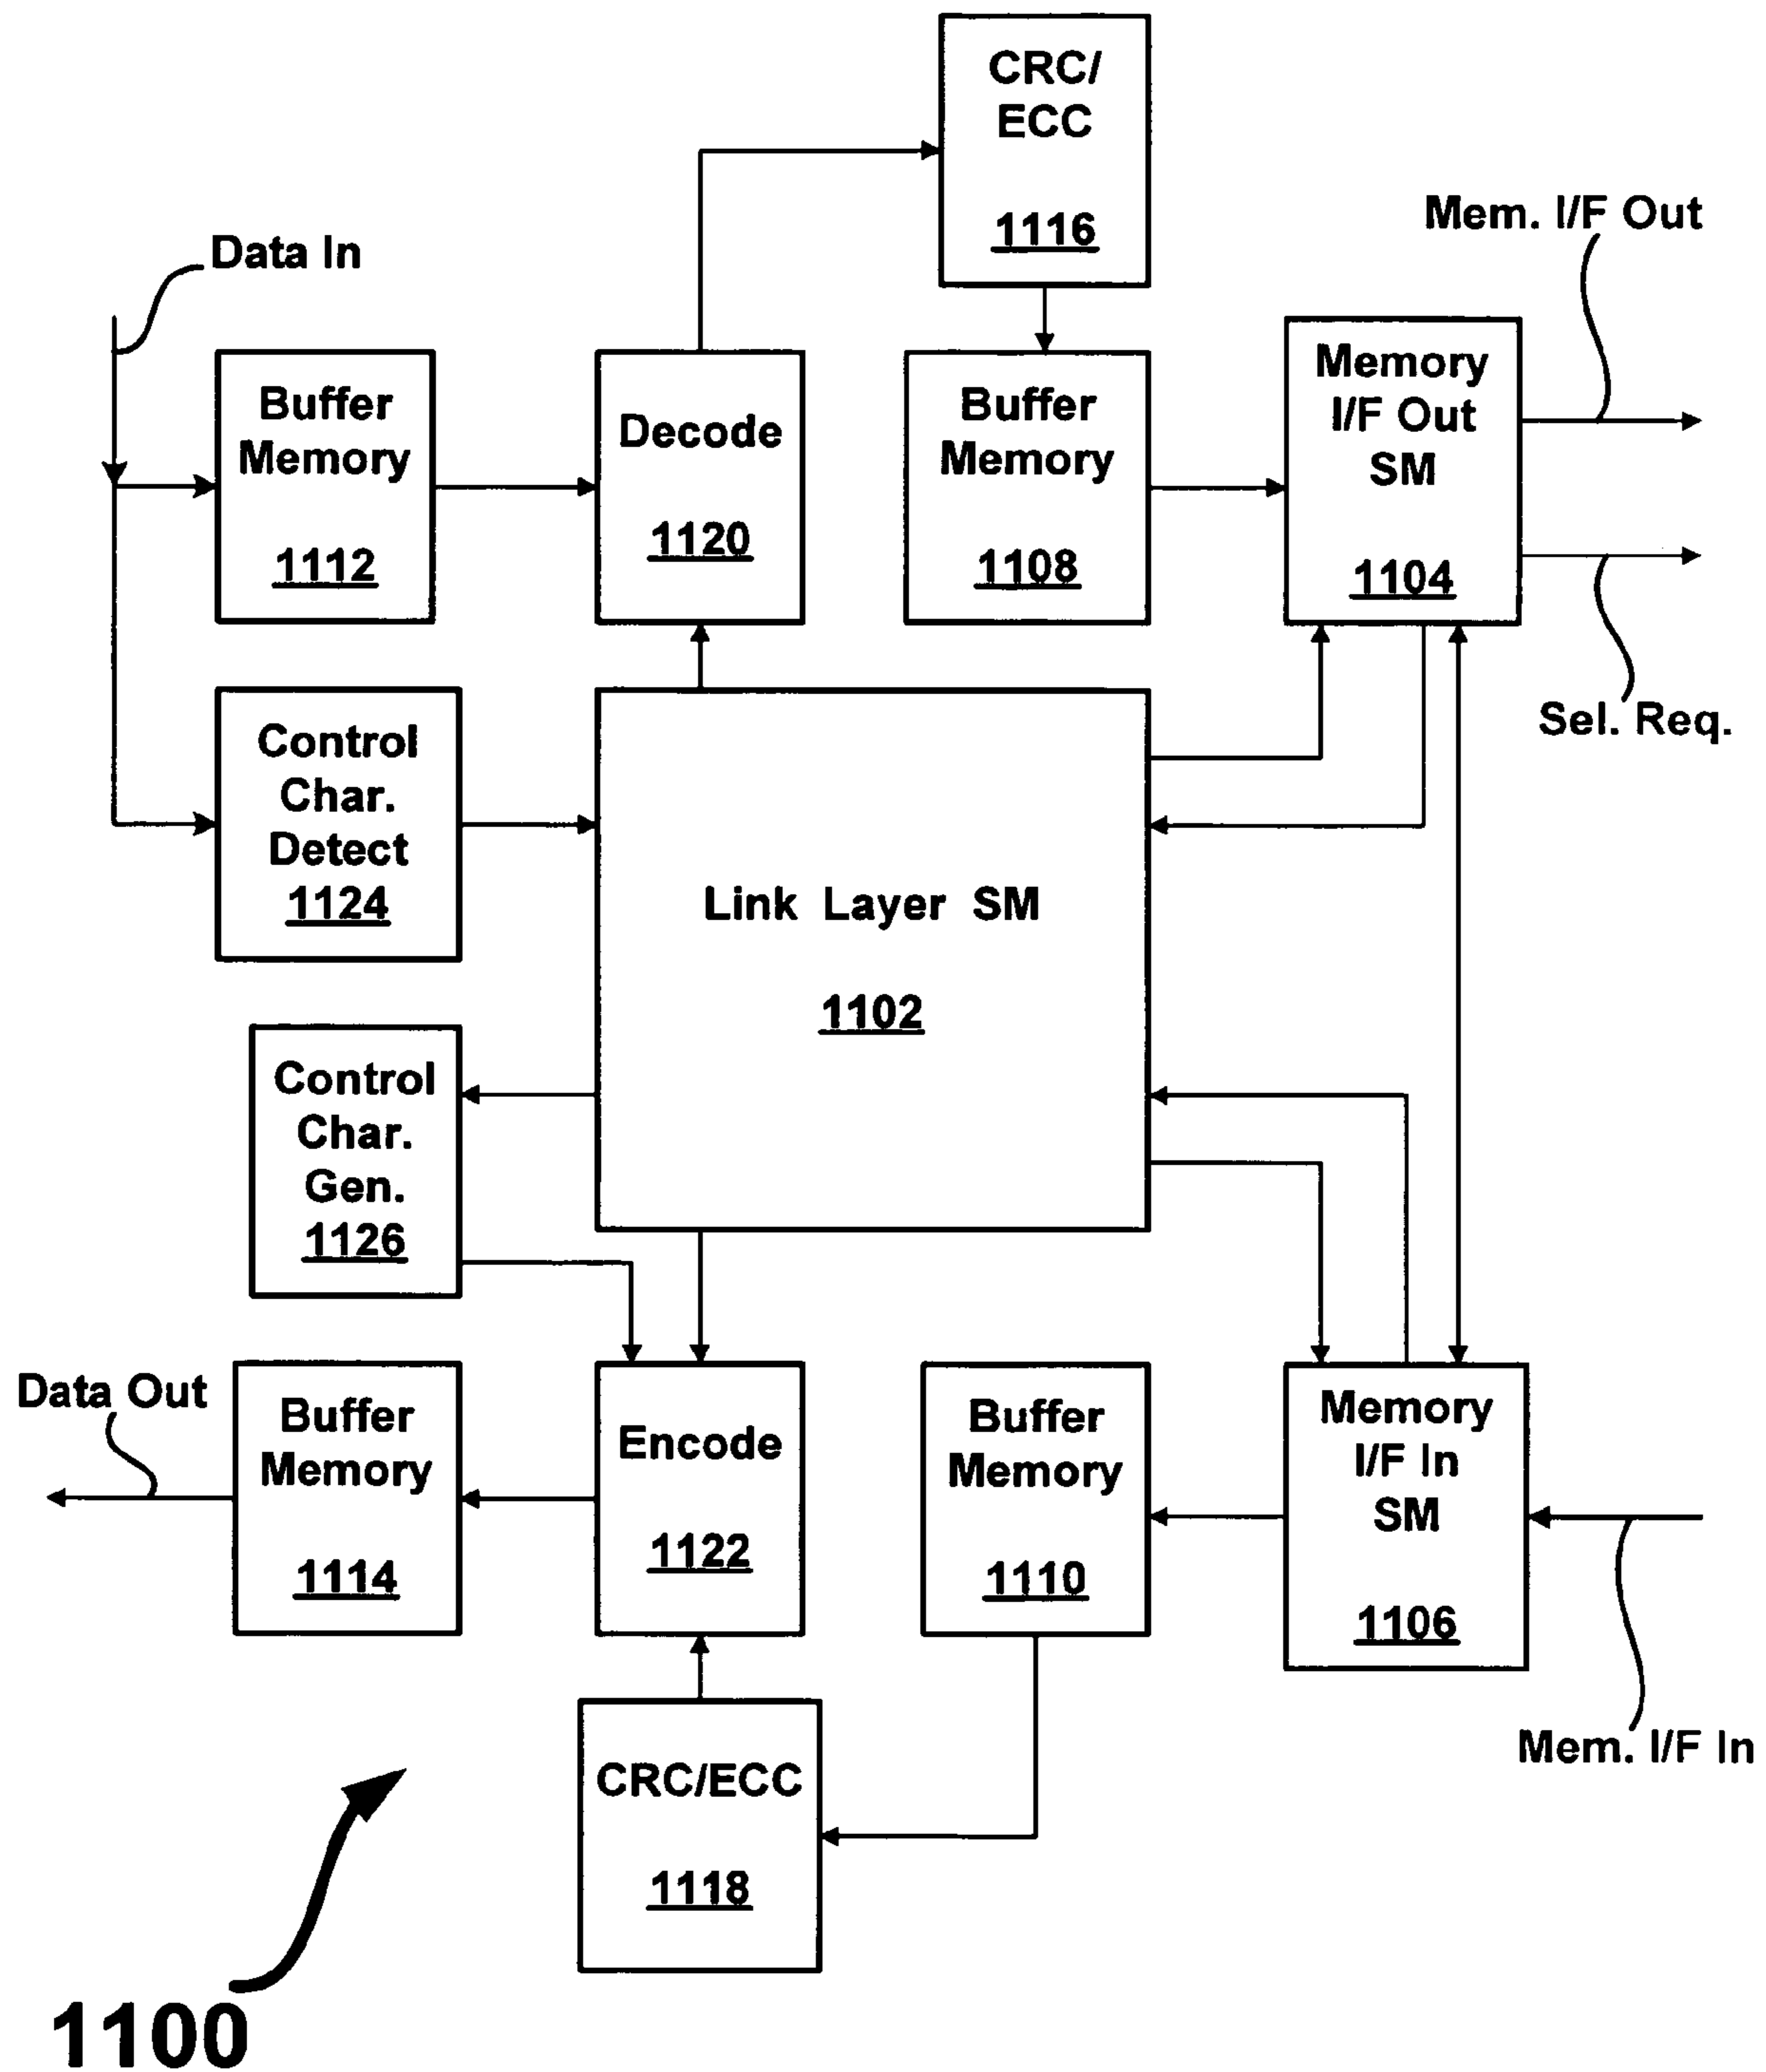 CRC/
ECC
1116
Mem. I/F Out
Data In
Buffer
Memory
1112
Decode
1120
Buffer
Memory
1108
Memory
I/F Out
SM
1104
Sel. Req.
Control
Char.
Detect
1124
Link Layer SM
1102
Control
Char.
Gen.
1126
Data Out
Buffer
Memory
1114
Encode
1122
Buffer
Memory
1110
Memory
I/F In
SM
1106
Mem. I/F In
CRC/ECC
1118
1100